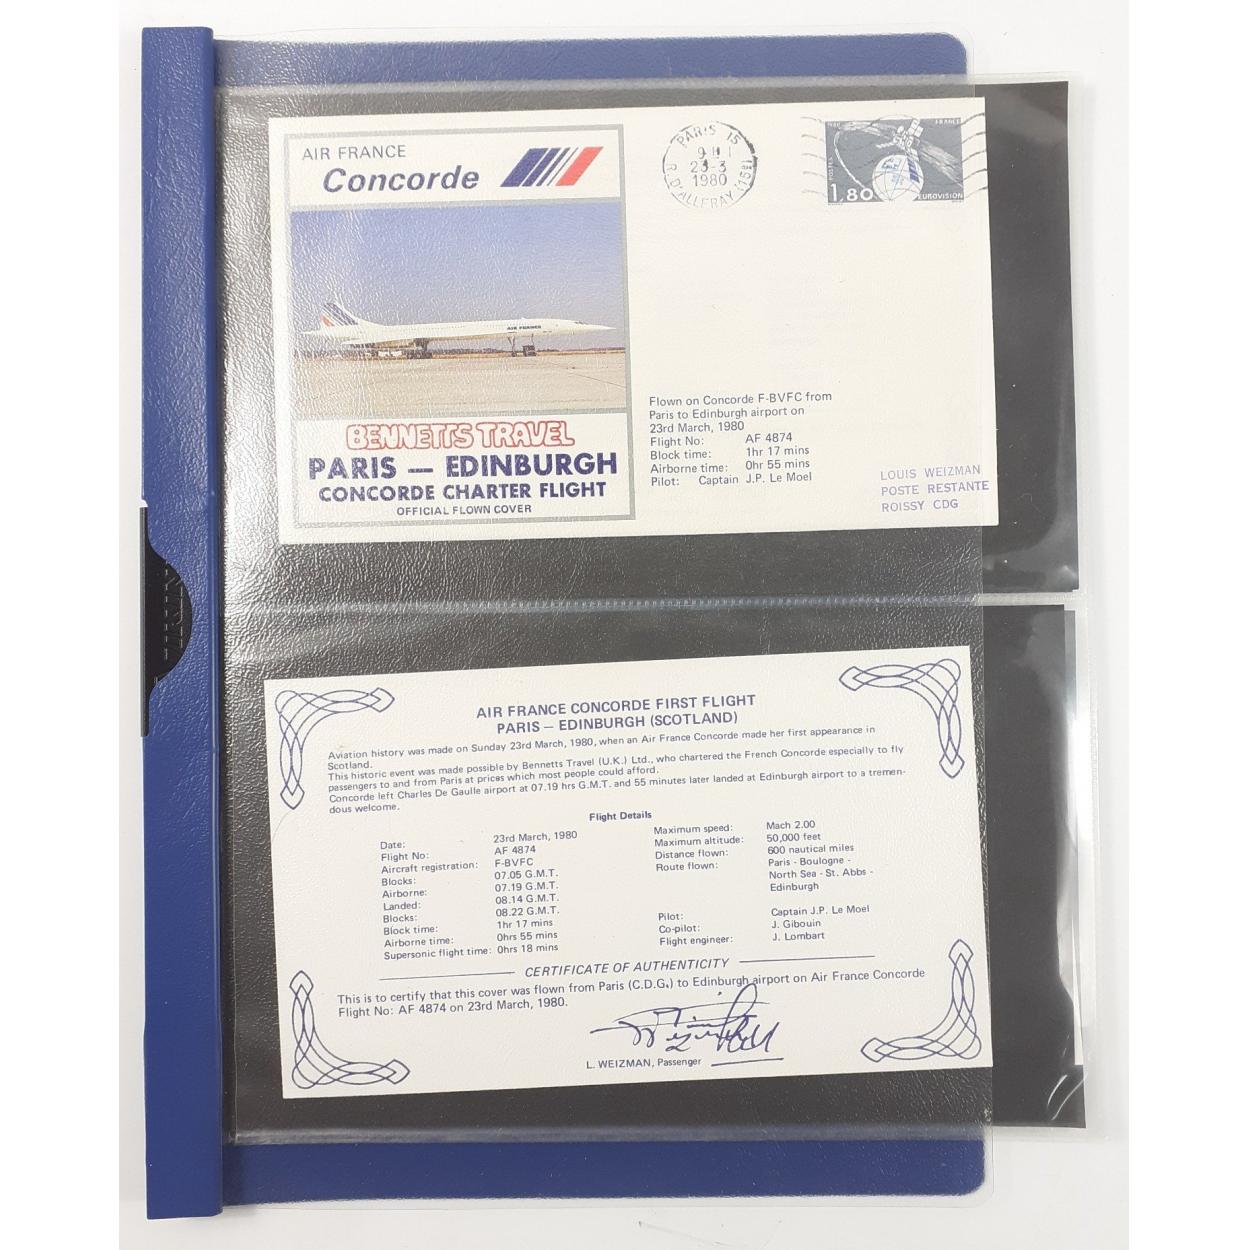 AIR FRANCE
Concorde
PARIS 15
9H
23-3
1980
R. D'ALLERAY (15e)
1980 FRANCE
POSTES
1,80
EUROVISION
AIR FRANCE
BENNETTS TRAVEL
PARIS — EDINBURGH
CONCORDE CHARTER FLIGHT
OFFICIAL FLOWN COVER
Flown on Concorde F-BVFC from
Paris to Edinburgh airport on
23rd March, 1980
Flight No: AF 4874
Block time: 1hr 17 mins
Airborne time: 0hr 55 mins
Pilot: Captain J.P. Le Moel
LOUIS WEIZMAN
POSTE RESTANTE
ROISSY CDG
AIR FRANCE CONCORDE FIRST FLIGHT
PARIS – EDINBURGH (SCOTLAND)
Aviation history was made on Sunday 23rd March, 1980, when an Air France Concorde made her first appearance in
Scotland.
This historic event was made possible by Bennetts Travel (U.K.) Ltd., who chartered the French Concorde especially to fly
passengers to and from Paris at prices which most people could afford.
Concorde left Charles De Gaulle airport at 07.19 hrs G.M.T. and 55 minutes later landed at Edinburgh airport to a tremen-
dous welcome.
Flight Details
Date: 23rd March, 1980
Flight No: AF 4874
Aircraft registration: F-BVFC
Blocks: 07.05 G.M.T.
Airborne: 07.19 G.M.T.
Landed: 08.14 G.M.T.
Blocks: 08.22 G.M.T.
Block time: 1hr 17 mins
Airborne time: 0hrs 55 mins
Supersonic flight time: 0hrs 18 mins
Maximum speed: Mach 2.00
Maximum altitude: 50,000 feet
Distance flown: 600 nautical miles
Route flown: Paris - Boulogne -
North Sea - St. Abbs -
Edinburgh
Pilot: Captain J.P. Le Moel
Co-pilot: J. Gibouin
Flight engineer: J. Lombart
CERTIFICATE OF AUTHENTICITY
This is to certify that this cover was flown from Paris (C.D.G.) to Edinburgh airport on Air France Concorde
Flight No: AF 4874 on 23rd March, 1980.
L. WEIZMAN, Passenger